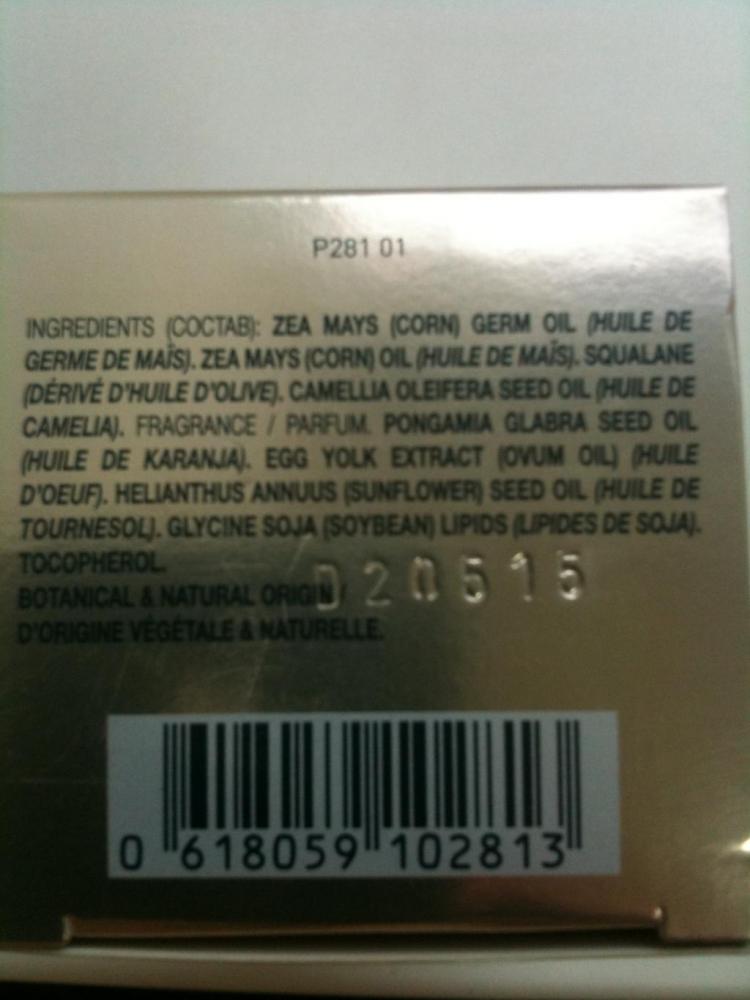 P281 01
INGREDIENTS (COCTAB): ZEA MAYS (CORN) GERM OIL (HUILE DE
GERME DE MAÏS). ZEA MAYS (CORN) OIL (HUILE DE MAÏS). SQUALANE
(DÉRIVÉ D'HUILE D'OLIVE). CAMELLIA OLEIFERA SEED OIL (HUILE DE
CAMELIA). FRAGRANCE / PARFUM. PONGAMIA GLABRA SEED OIL
(HUILE DE KARANJA). EGG YOLK EXTRACT (OVUM OIL) (HUILE
D'OEUF). HELIANTHUS ANNUUS (SUNFLOWER) SEED OIL (HUILE DE
TOURNESOL). GLYCINE SOJA (SOYBEAN) LIPIDS (LIPIDES DE SOJA).
TOCOPHEROL.
BOTANICAL & NATURAL ORIGIN /
D'ORIGINE VÉGÉTALE & NATURELLE.
D20515
0 618059 102813